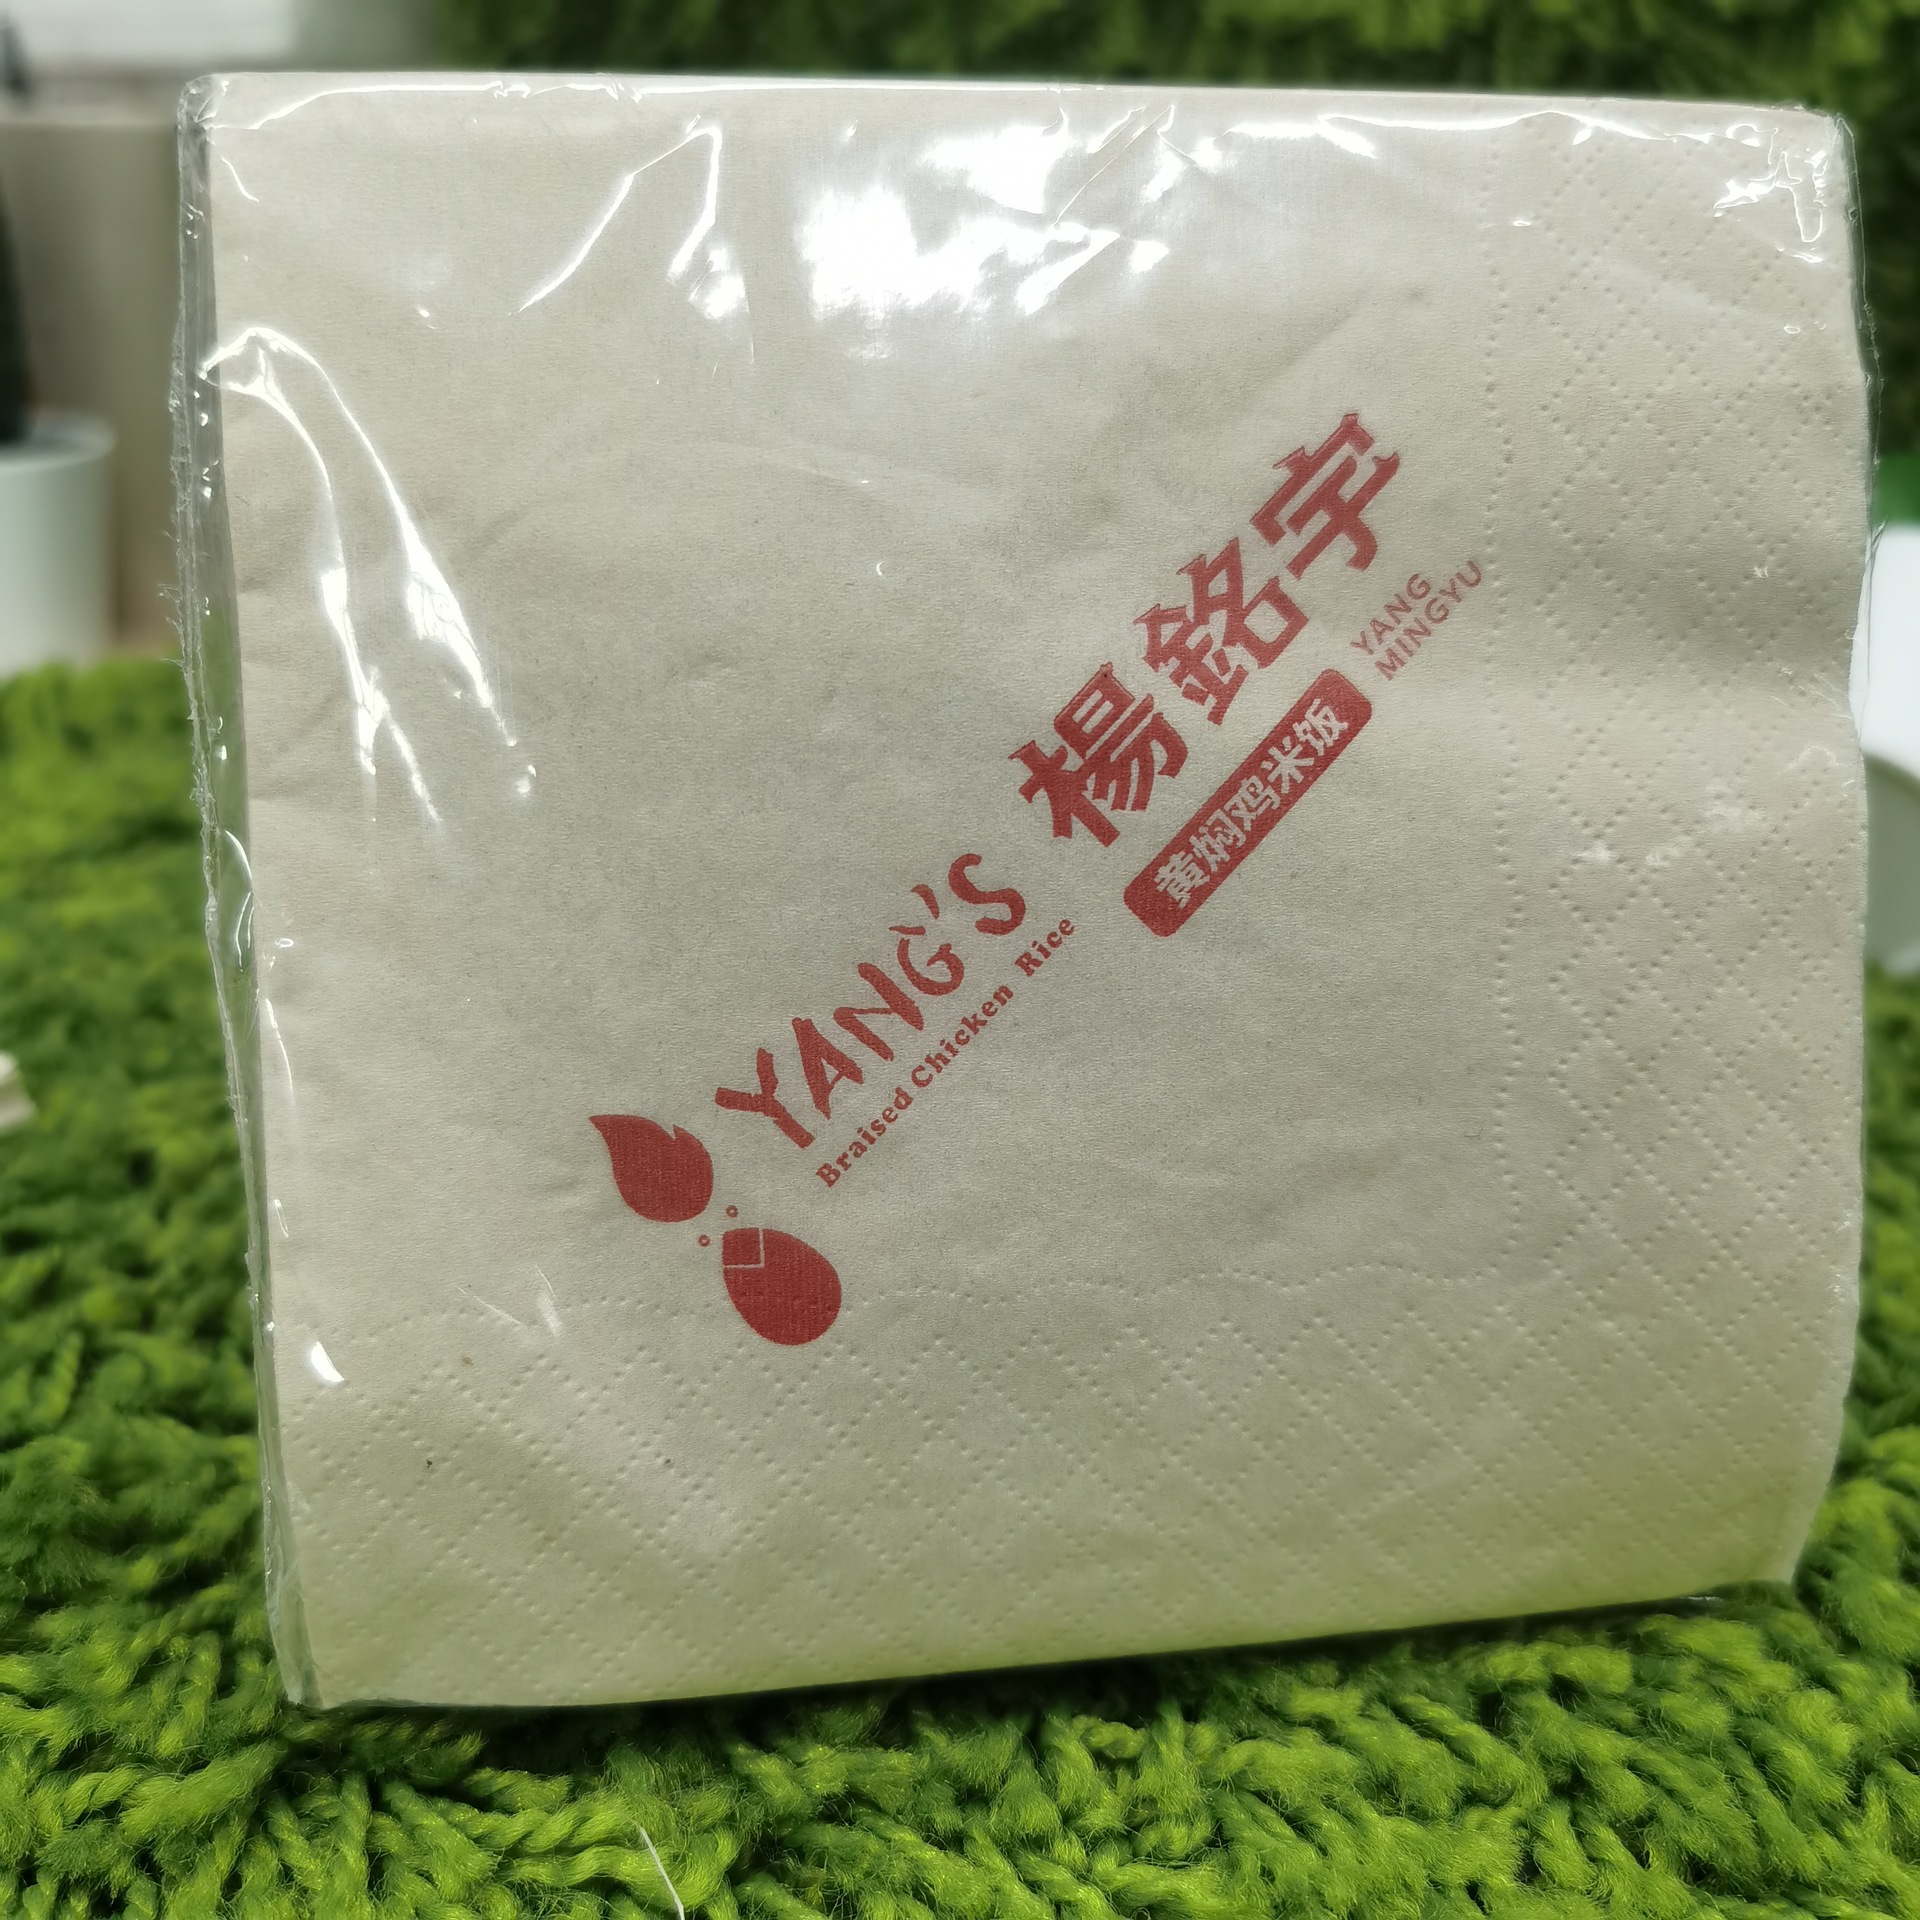 YANG'S
Braised Chicken Rice
楊銘宇
黄焖鸡米饭
YANG
MINGYU